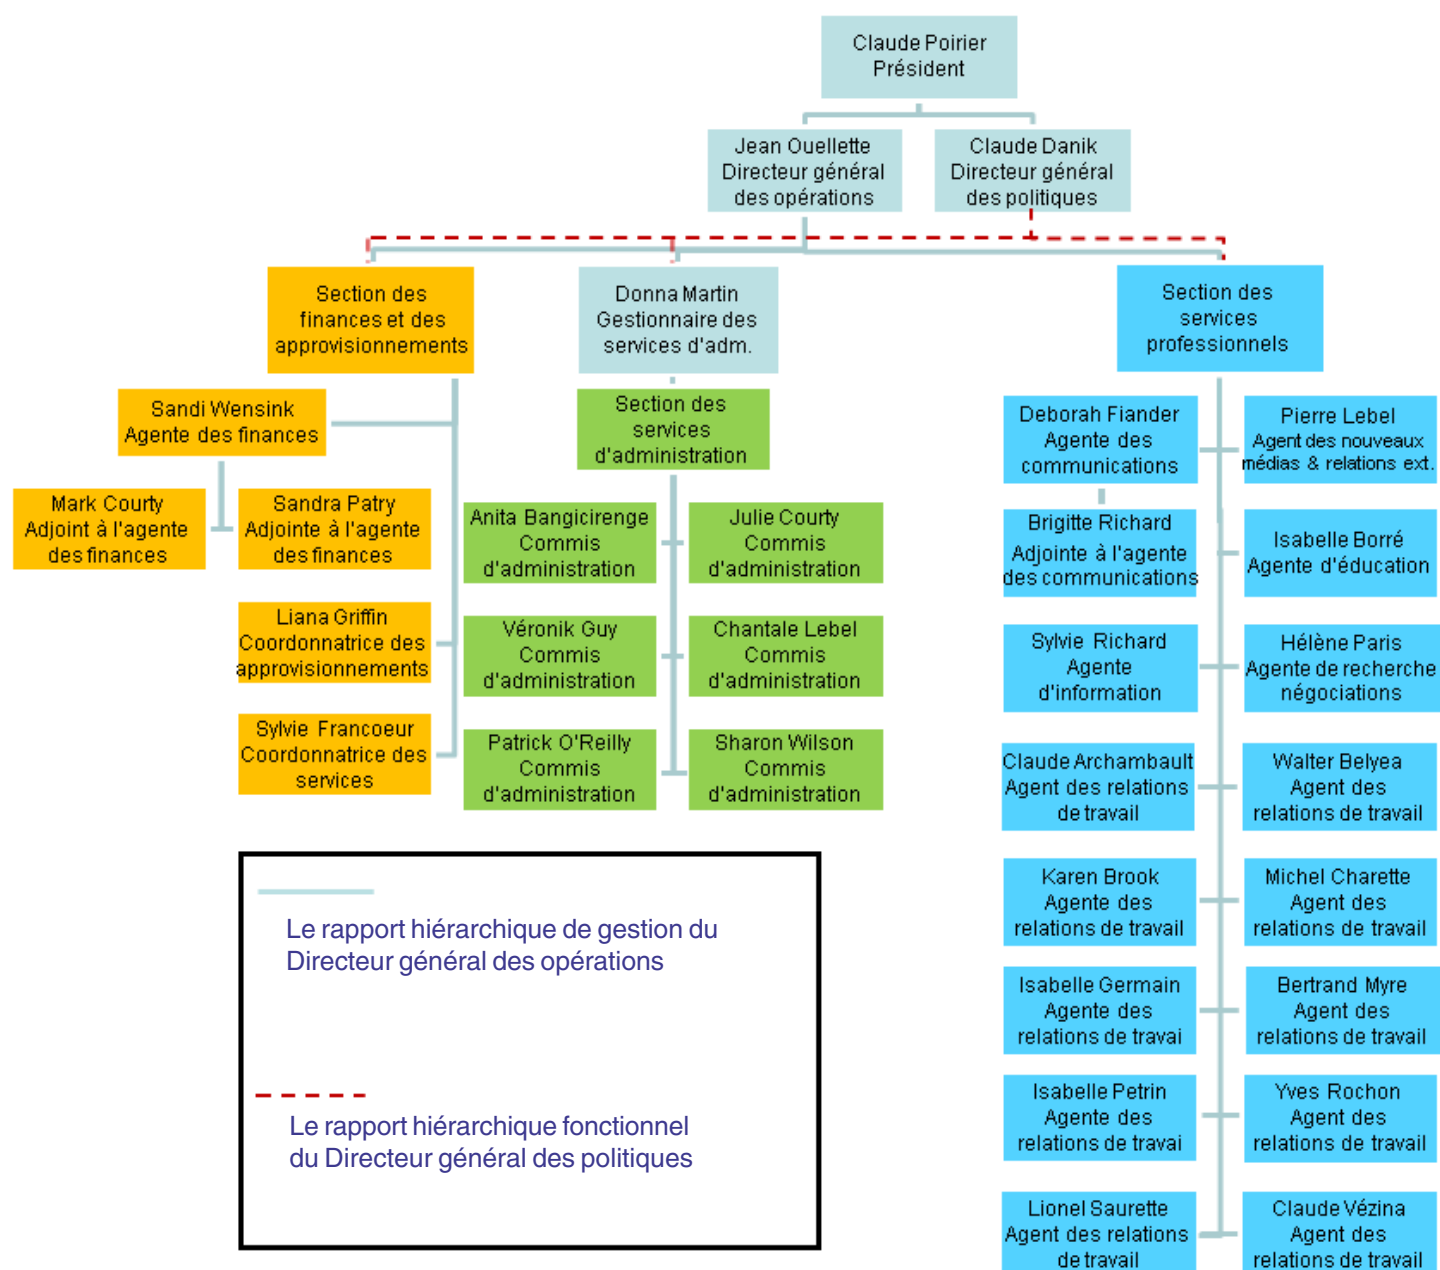 Claude Poirier
Président
Jean Ouellette
Directeur général
des opérations
Claude Danik
Directeur général
des politiques
Section des
finances et des
approvisionnements
Donna Martin
Gestionnaire des
services d'adm.
Section des
services
professionnels
Sandi Wensink
Agente des finances
Mark Courty
Adjoint à l'agente
des finances
Sandra Patry
Adjointe à l'agente
des finances
Liana Griffin
Coordonnatrice des
approvisionnements
Sylvie Francoeur
Coordonnatrice des
services
Section des
services
d'administration
Anita Bangicirenge
Commis
d'administration
Julie Courty
Commis
d'administration
Véronik Guy
Commis
d'administration
Chantale Lebel
Commis
d'administration
Patrick O'Reilly
Commis
d'administration
Sharon Wilson
Commis
d'administration
Deborah Fiander
Agente des
communications
Pierre Lebel
Agent des nouveaux
médias & relations ext.
Brigitte Richard
Adjointe à l'agente
des communications
Isabelle Borré
Agente d'éducation
Sylvie Richard
Agente
d'information
Hélène Paris
Agente de recherche
négociations
Claude Archambault
Agent des relations
de travail
Walter Belyea
Agent des
relations de travail
Karen Brook
Agente des
relations de travail
Michel Charette
Agent des
relations de travail
Isabelle Germain
Agente des
relations de travai
Bertrand Myre
Agent des
relations de travail
Isabelle Petrin
Agente des
relations de travai
Yves Rochon
Agent des
relations de travail
Lionel Saurette
Agent des relations
de travail
Claude Vézina
Agent des
relations de travail
Le rapport hiérarchique de gestion du
Directeur général des opérations
Le rapport hiérarchique fonctionnel
du Directeur général des politiques